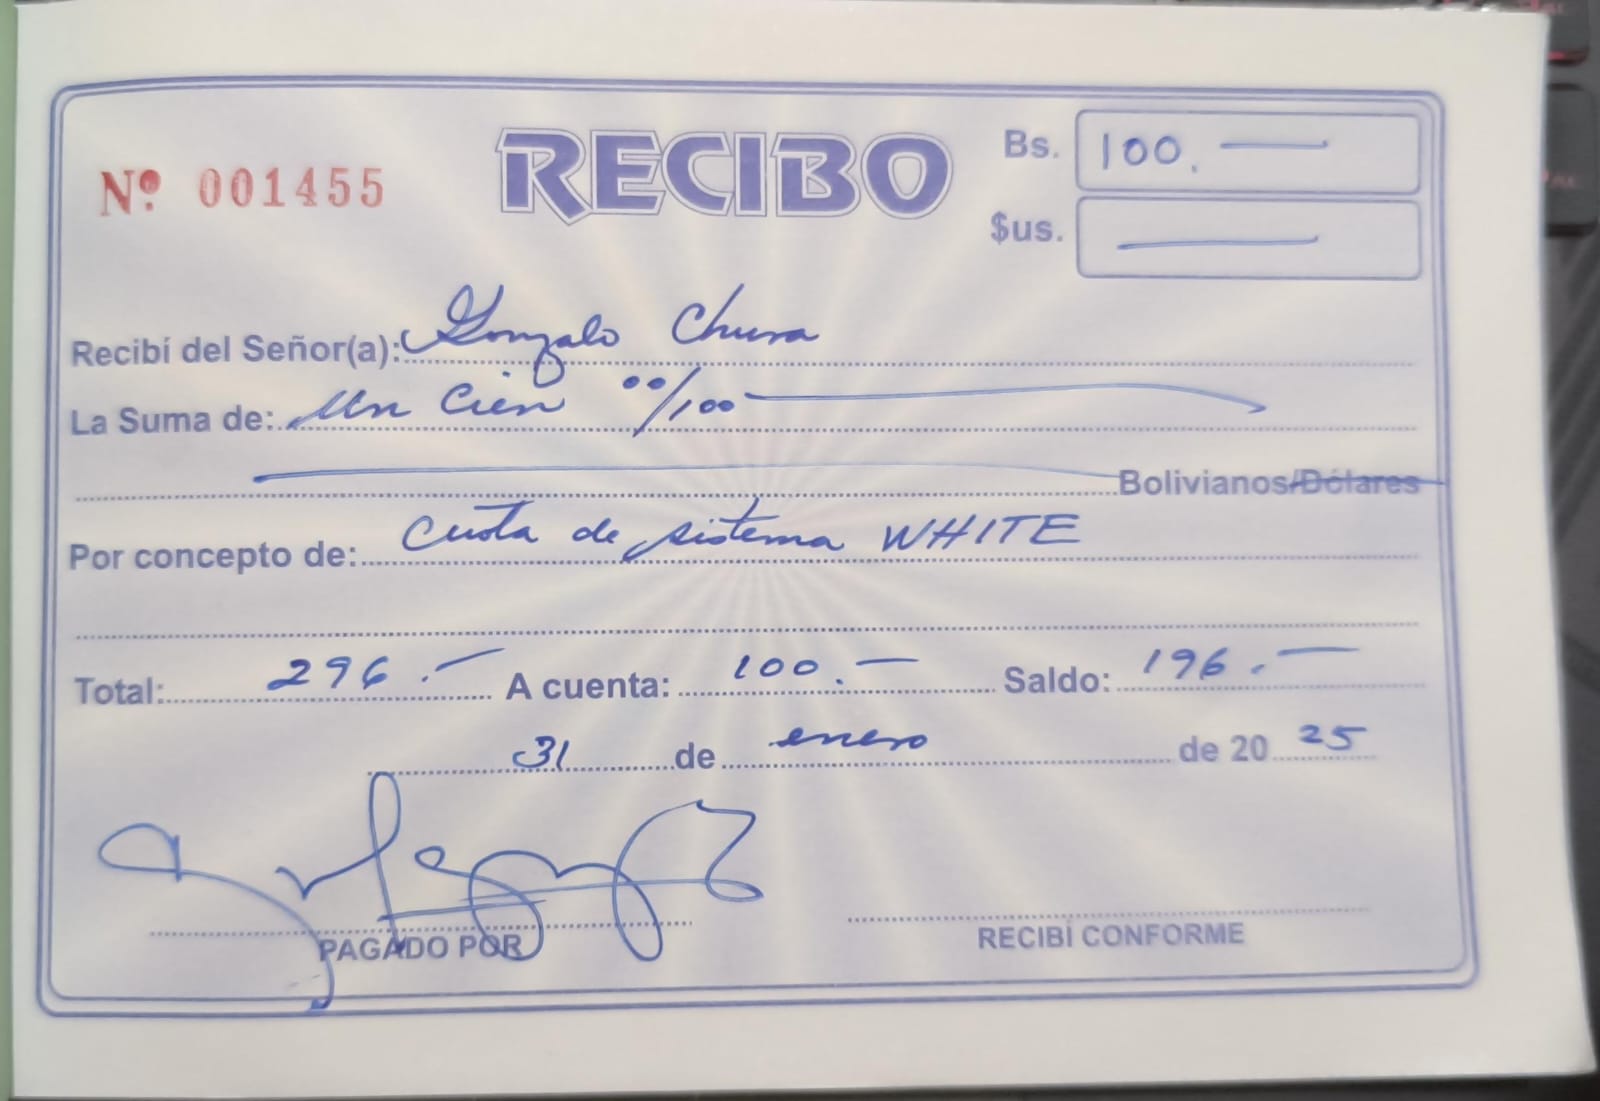 Nº 001455
RECIBO
Bs. 100.—
$us. —
Recibí del Señor(a): Gonzalo Chura
La Suma de: Un Cien 00/100
Bolivianos/Dólares
Por concepto de: Cuota de sistema WHITE
Total: 296.— A cuenta: 100.— Saldo: 196.—
31 de enero de 20 25
PAGADO POR
RECIBÍ CONFORME